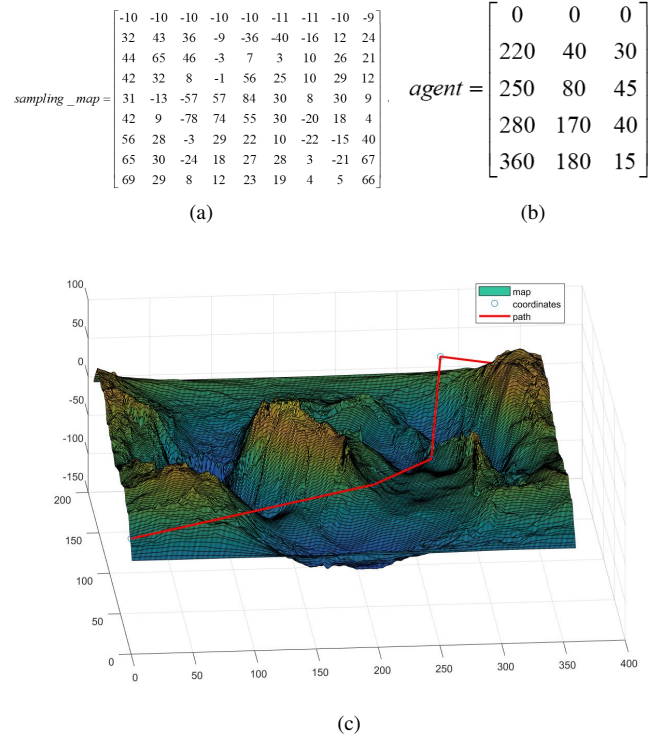 -10 -10 -10 -10 -10 -11 -11 -10 -9
32 43 36 -9 -36 -40 -16 12 24
44 65 46 -3 7 3 10 26 21
42 32 8 -1 56 25 10 29 12
sampling _ map = 31 -13 -57 57 84 30 8 30 9 .
42 9 -78 74 55 30 -20 18 4
56 28 -3 29 22 10 -22 -15 40
65 30 -24 18 27 28 3 -21 67
69 29 8 12 23 19 4 5 66
(a)
0 0 0
220 40 30
agent = 250 80 45
280 170 40
360 180 15
(b)
100
50
0
-50
-100
-150
200
150
100
50
0
0
50
100
150
200
250
300
350
400
map
coordinates
path
(c)